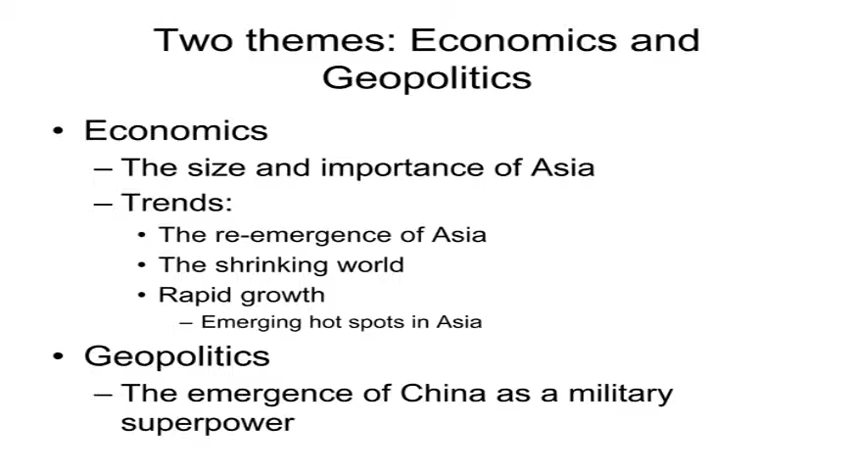 Two themes: Economics and
Geopolitics
• Economics
– The size and importance of Asia
– Trends:
• The re-emergence of Asia
• The shrinking world
• Rapid growth
– Emerging hot spots in Asia
• Geopolitics
– The emergence of China as a military
superpower